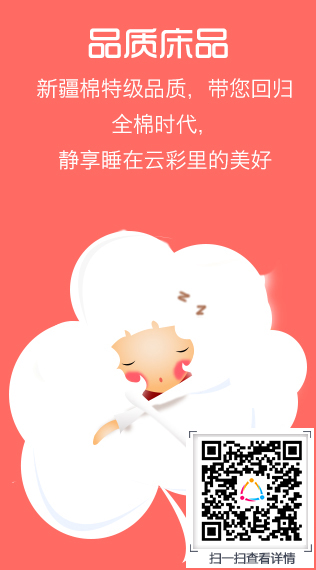 品质床品
新疆棉特级品质，带您回归
全棉时代，
静享睡在云彩里的美好
z
z
扫一扫查看详情